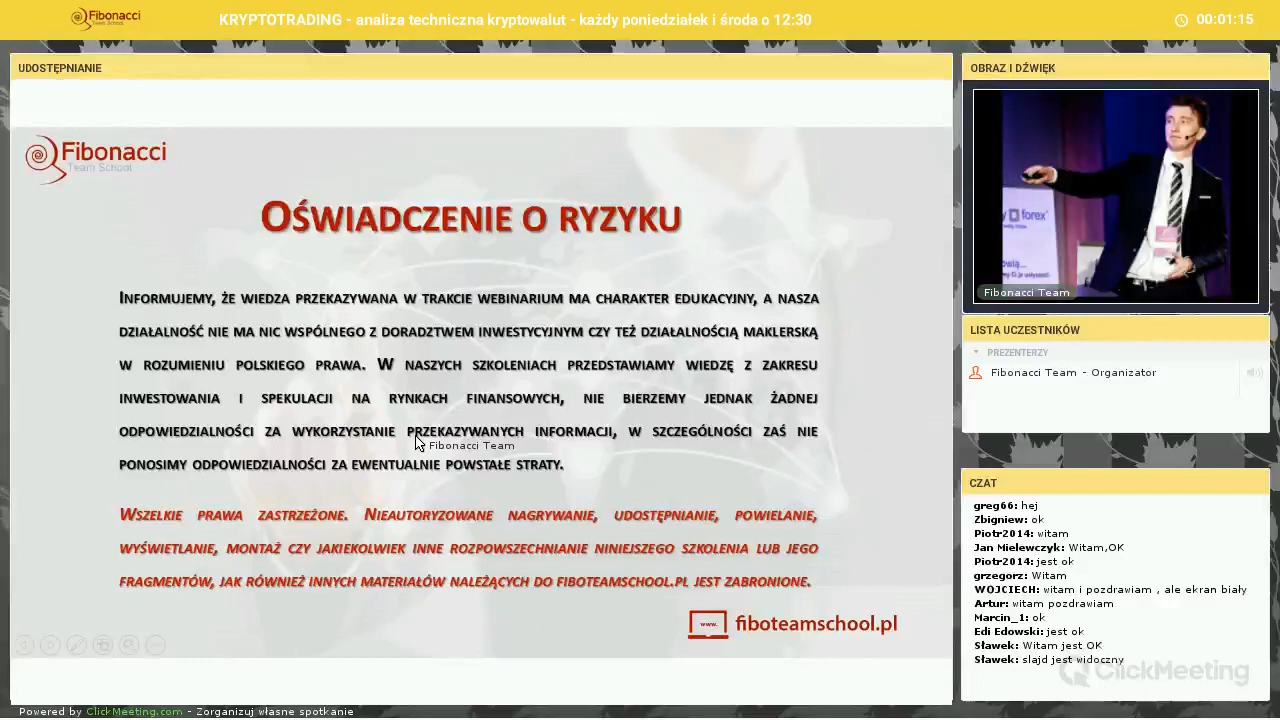 Fibonacci
Team School
KRYPTOTRADING - analiza techniczna kryptowalut - każdy poniedziałek i środa o 12:30
00:01:15
UDOSTĘPNIANIE
Fibonacci
Team School
OŚWIADCZENIE O RYZYKU
INFORMUJEMY, ŻE WIEDZA PRZEKAZYWANA W TRAKCIE WEBINARIUM MA CHARAKTER EDUKACYJNY, A NASZA
DZIAŁALNOŚĆ NIE MA NIC WSPÓLNEGO Z DORADZTWEM INWESTYCYJNYM CZY TEŻ DZIAŁALNOŚCIĄ MAKLERSKĄ
W ROZUMIENIU POLSKIEGO PRAWA. W NASZYCH SZKOLENIACH PRZEDSTAWIAMY WIEDZĘ Z ZAKRESU
INWESTOWANIA I SPEKULACJI NA RYNKACH FINANSOWYCH, NIE BIERZEMY JEDNAK ŻADNEJ
ODPOWIEDZIALNOŚCI ZA WYKORZYSTANIE PRZEKAZYWANYCH INFORMACJI, W SZCZEGÓLNOŚCI ZAŚ NIE
Fibonacci Team
PONOSIMY ODPOWIEDZIALNOŚCI ZA EWENTUALNIE POWSTAŁE STRATY.
WSZELKIE PRAWA ZASTRZEŻONE. NIEAUTORYZOWANE NAGRYWANIE, UDOSTĘPNIANIE, POWIELANIE,
WYŚWIETLANIE, MONTAŻ CZY JAKIEKOLWIEK INNE ROZPOWSZECHNIANIE NINIEJSZEGO SZKOLENIA LUB JEGO
FRAGMENTÓW, JAK RÓWNIEŻ INNYCH MATERIAŁÓW NALEŻĄCYCH DO FIBOTEAMSCHOOL.PL JEST ZABRONIONE.
www.
fiboteamschool.pl
Powered by ClickMeeting.com - Zorganizuj własne spotkanie
OBRAZ I DŹWIĘK
forex
Fibonacci Team
LISTA UCZESTNIKÓW
PREZENTERZY
Fibonacci Team - Organizator
CZAT
greg66: hej
Zbigniew: ok
Piotr2014: witam
Jan Mielewczyk: Witam,OK
Piotr2014: jest ok
grzegorz: Witam
WOJCIECH: witam i pozdrawiam , ale ekran biały
Artur: witam pozdrawiam
Marcin_1: ok
Edi Edowski: jest ok
Sławek: Witam jest OK
Sławek: slajd jest widoczny
ClickMeeting